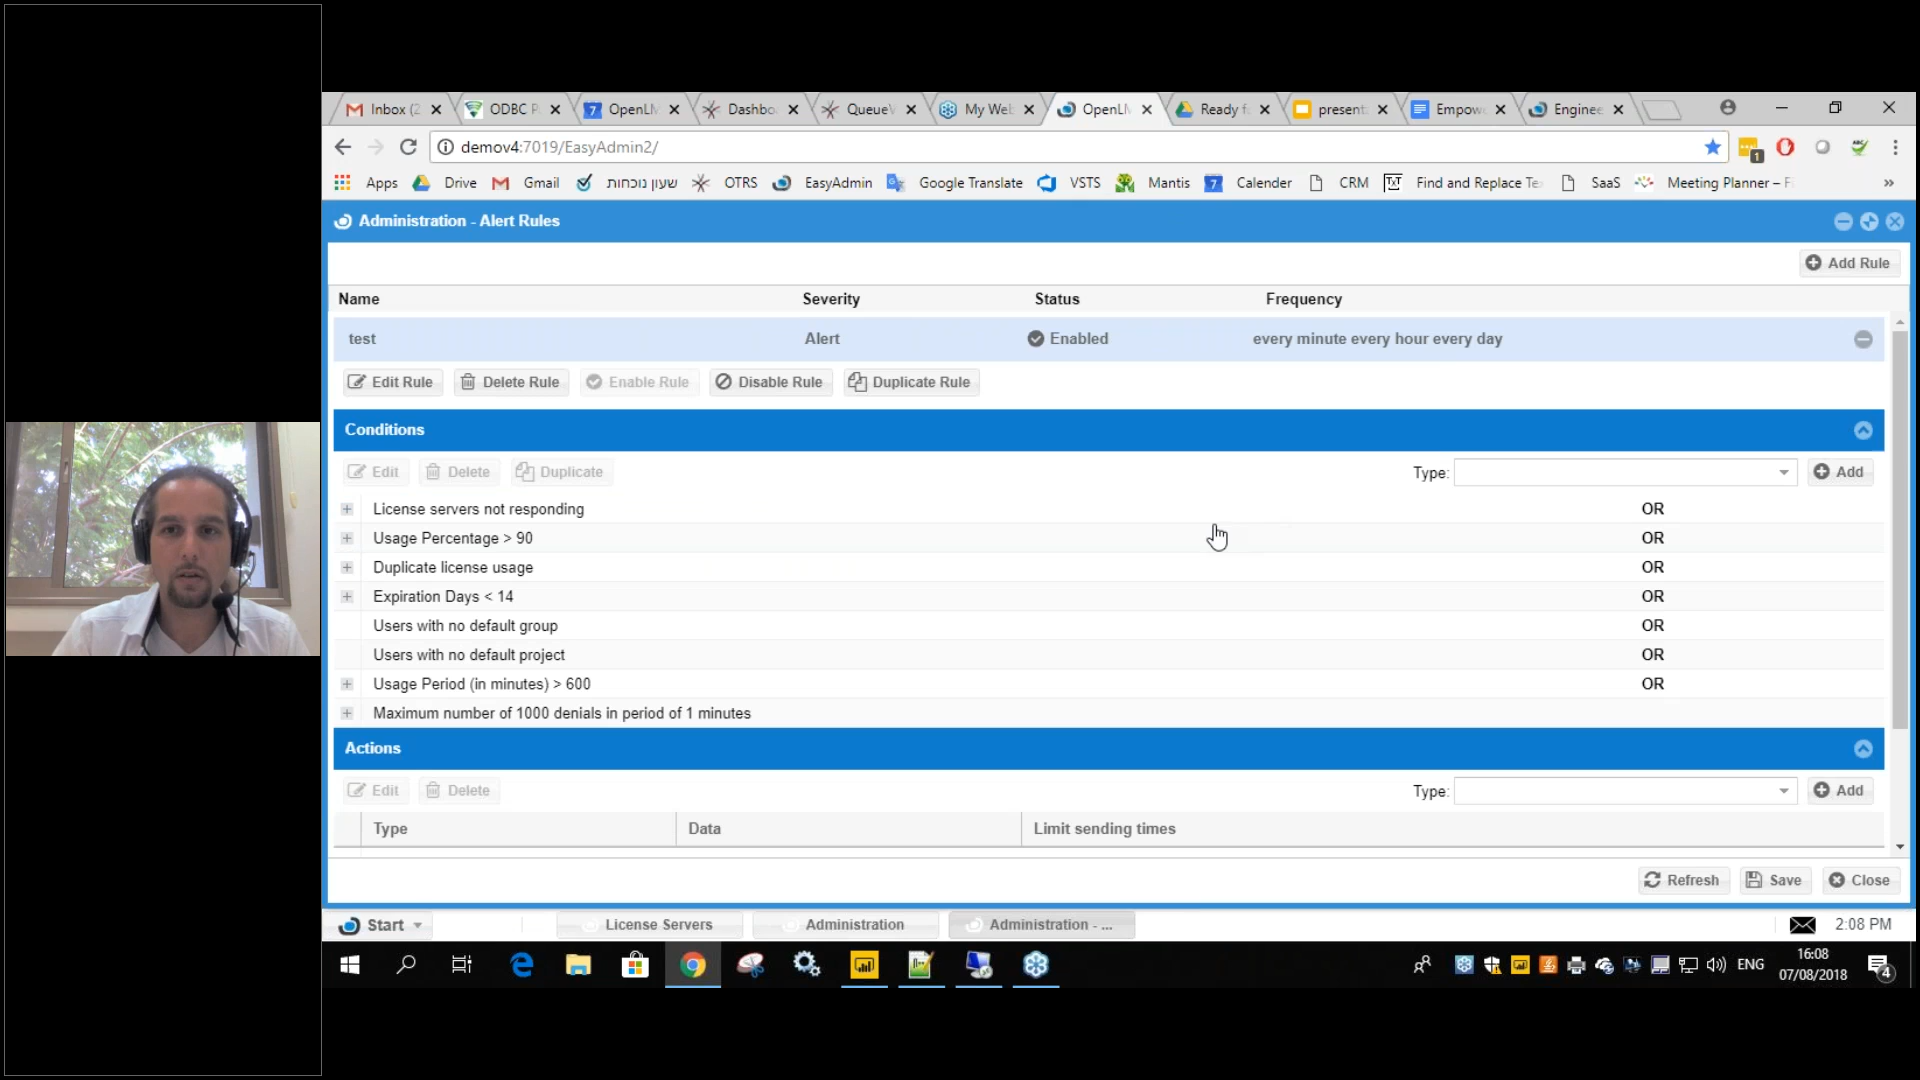 Inbox (2
ODBC P
OpenLM
Dashbo
QueueV
My Web
OpenLM
Ready f
present
Empow
Enginee
demov4:7019/EasyAdmin2/
1
Apps
Drive
Gmail
שעון נוכחות
OTRS
EasyAdmin
Google Translate
VSTS
Mantis
7
Calender
CRM
Find and Replace Te
SaaS
Meeting Planner – F
»
Administration - Alert Rules
Add Rule
Name Severity Status Frequency
test Alert Enabled every minute every hour every day
Edit Rule Delete Rule Enable Rule Disable Rule Duplicate Rule
Conditions
Edit Delete Duplicate Type: Add
License servers not responding OR
Usage Percentage > 90 OR
Duplicate license usage OR
Expiration Days < 14 OR
Users with no default group OR
Users with no default project OR
Usage Period (in minutes) > 600 OR
Maximum number of 1000 denials in period of 1 minutes
Actions
Edit Delete Type: Add
Type Data Limit sending times
Refresh Save Close
Start License Servers Administration Administration - ... 2:08 PM
ENG
16:08
07/08/2018
4